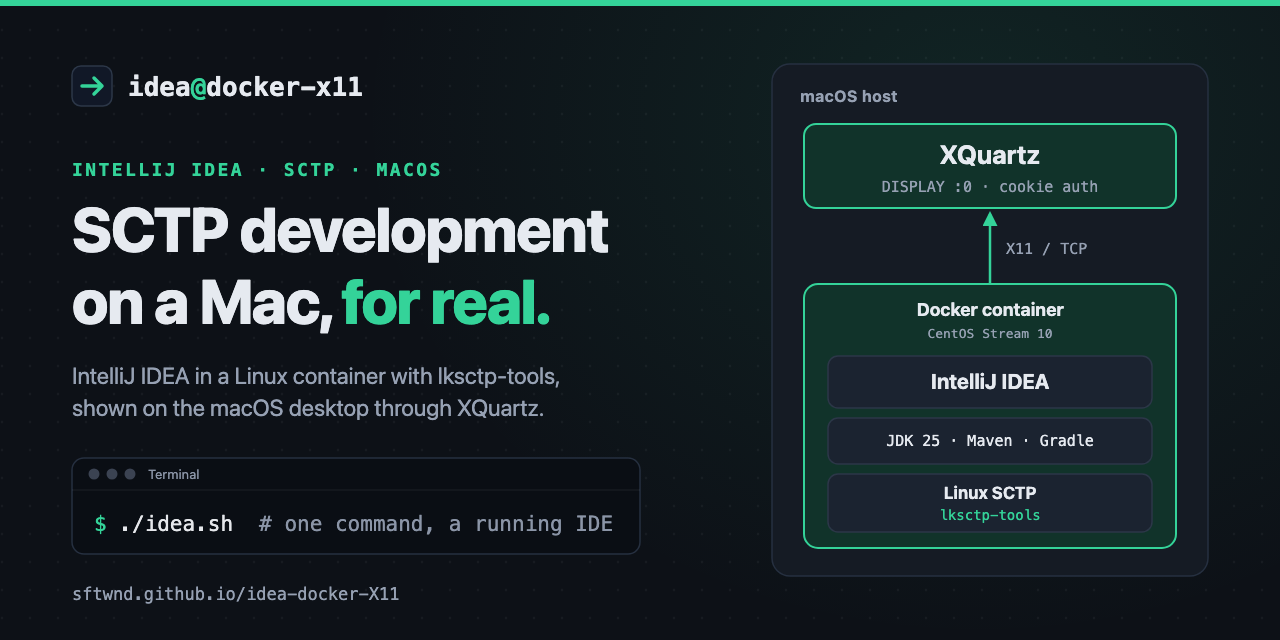 idea@docker-x11
INTELLIJ IDEA · SCTP · MACOS
SCTP development
on a Mac, for real.
IntelliJ IDEA in a Linux container with lksctp-tools,
shown on the macOS desktop through XQuartz.
Terminal
$ ./idea.sh # one command, a running IDE
sftwnd.github.io/idea-docker-X11
macOS host
XQuartz
DISPLAY :0 · cookie auth
X11 / TCP
Docker container
CentOS Stream 10
IntelliJ IDEA
JDK 25 · Maven · Gradle
Linux SCTP
lksctp-tools